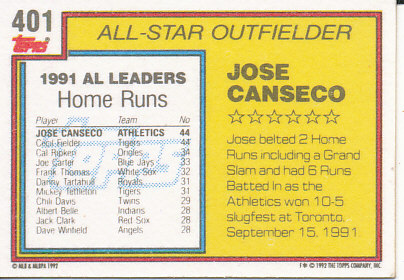 401
Topps
ALL-STAR OUTFIELDER
1991 AL LEADERS
Home Runs
Player Team No
JOSE CANSECO ATHLETICS 44
Cecil Fielder Tigers 44
Cal Ripken Orioles 34
Joe Carter Blue Jays 33
Frank Thomas White Sox 32
Danny Tartabull Royals 31
Mickey Tettleton Tigers 31
Chili Davis Twins 29
Albert Belle Indians 28
Jack Clark Red Sox 28
Dave Winfield Angels 28
JOSE
CANSECO
☆☆☆☆☆☆
Jose belted 2 Home
Runs including a Grand
Slam and had 6 Runs
Batted In as the
Athletics won 10-5
slugfest at Toronto.
September 15, 1991.
© MLB & MLBPA 1992
F* © 1992 THE TOPPS COMPANY, INC.